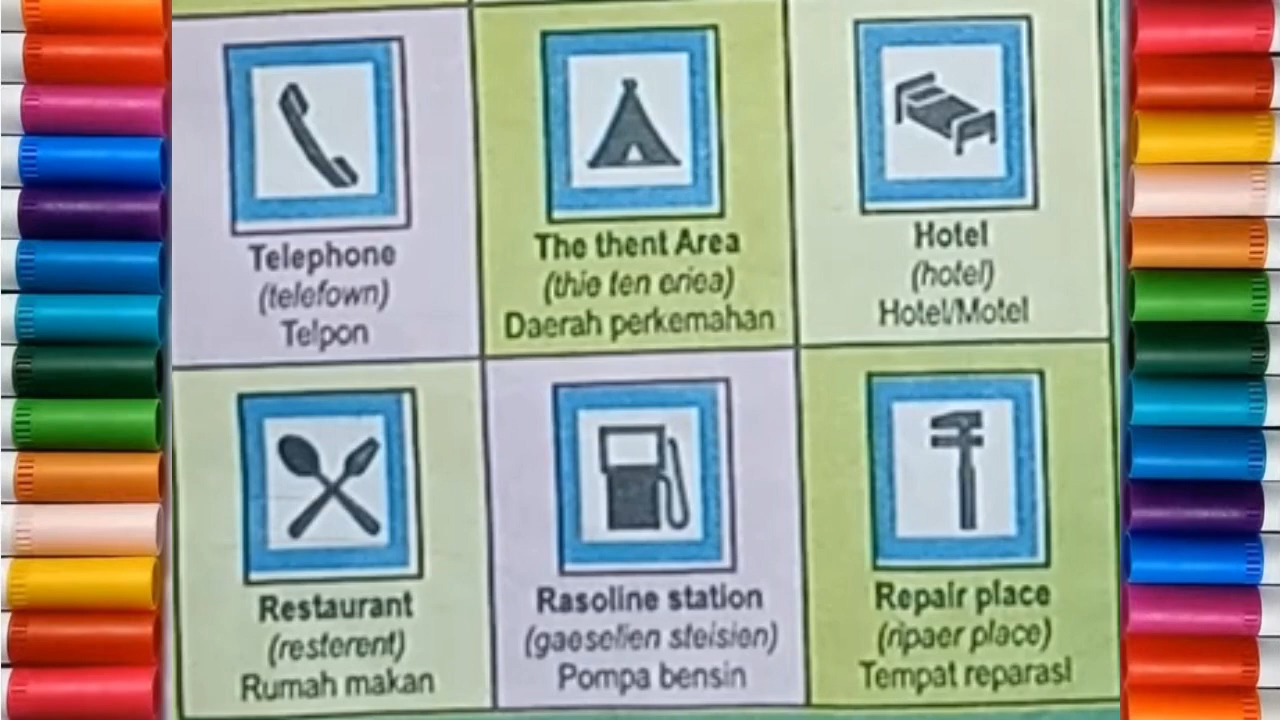 Telephone
(telefown)
Telpon
The thent Area
(thie ten eriea)
Daerah perkemahan
Hotel
(hotel)
Hotel/Motel
Restaurant
(resterent)
Rumah makan
Rasoline station
(gaeselien steisien)
Pompa bensin
Repair place
(ripaer place)
Tempat reparasi